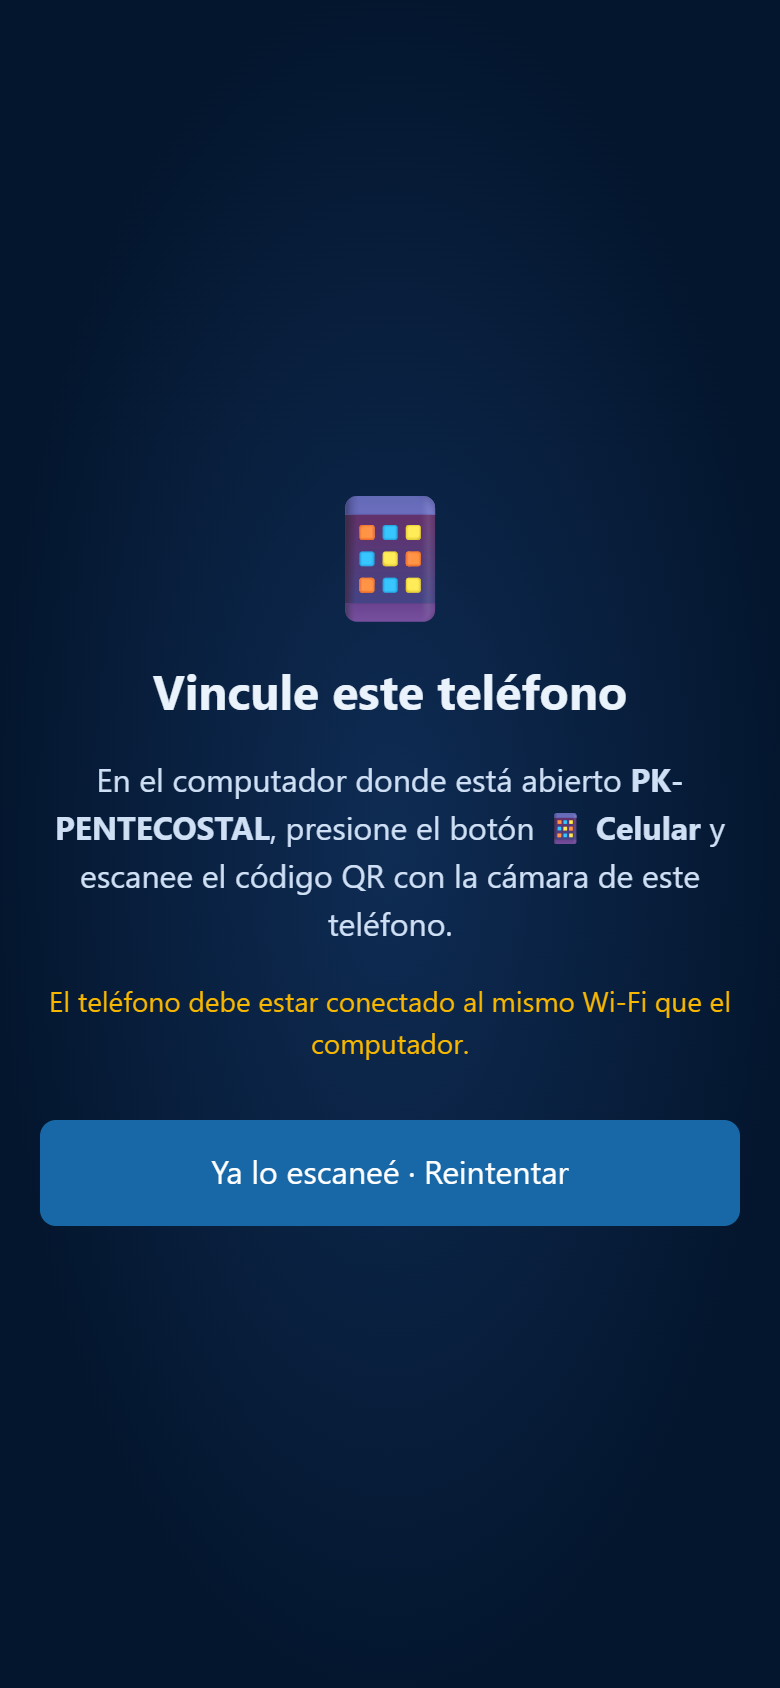 Vincule este teléfono
En el computador donde está abierto PK-
PENTECOSTAL, presione el botón 📱 Celular y
escanee el código QR con la cámara de este
teléfono.
El teléfono debe estar conectado al mismo Wi-Fi que el
computador.
Ya lo escaneé · Reintentar